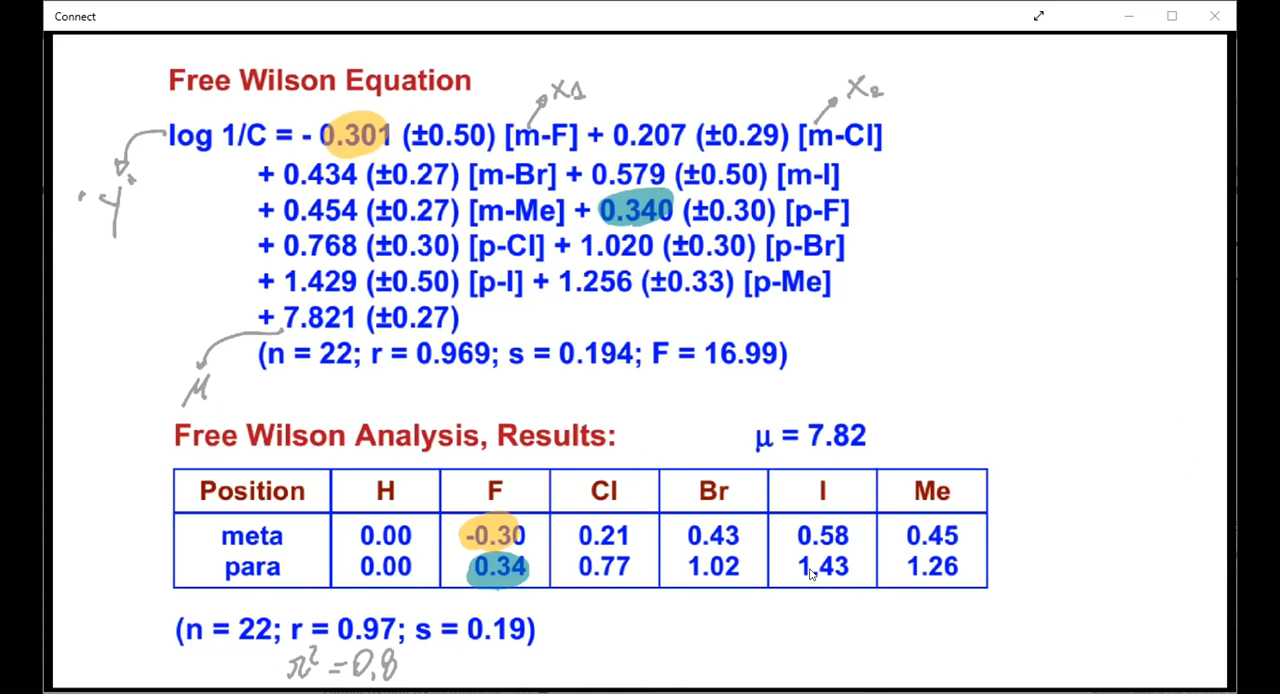 Connect
Free Wilson Equation
X1
X2
log 1/C = - 0.301 (±0.50) [m-F] + 0.207 (±0.29) [m-Cl]
+ 0.434 (±0.27) [m-Br] + 0.579 (±0.50) [m-I]
"Y"
+ 0.454 (±0.27) [m-Me] + 0.340 (±0.30) [p-F]
+ 0.768 (±0.30) [p-Cl] + 1.020 (±0.30) [p-Br]
+ 1.429 (±0.50) [p-I] + 1.256 (±0.33) [p-Me]
+ 7.821 (±0.27)
(n = 22; r = 0.969; s = 0.194; F = 16.99)
μ
Free Wilson Analysis, Results: μ = 7.82
Position H F Cl Br I Me
meta 0.00 -0.30 0.21 0.43 0.58 0.45
para 0.00 0.34 0.77 1.02 1.43 1.26
(n = 22; r = 0.97; s = 0.19)
r² = 0,8